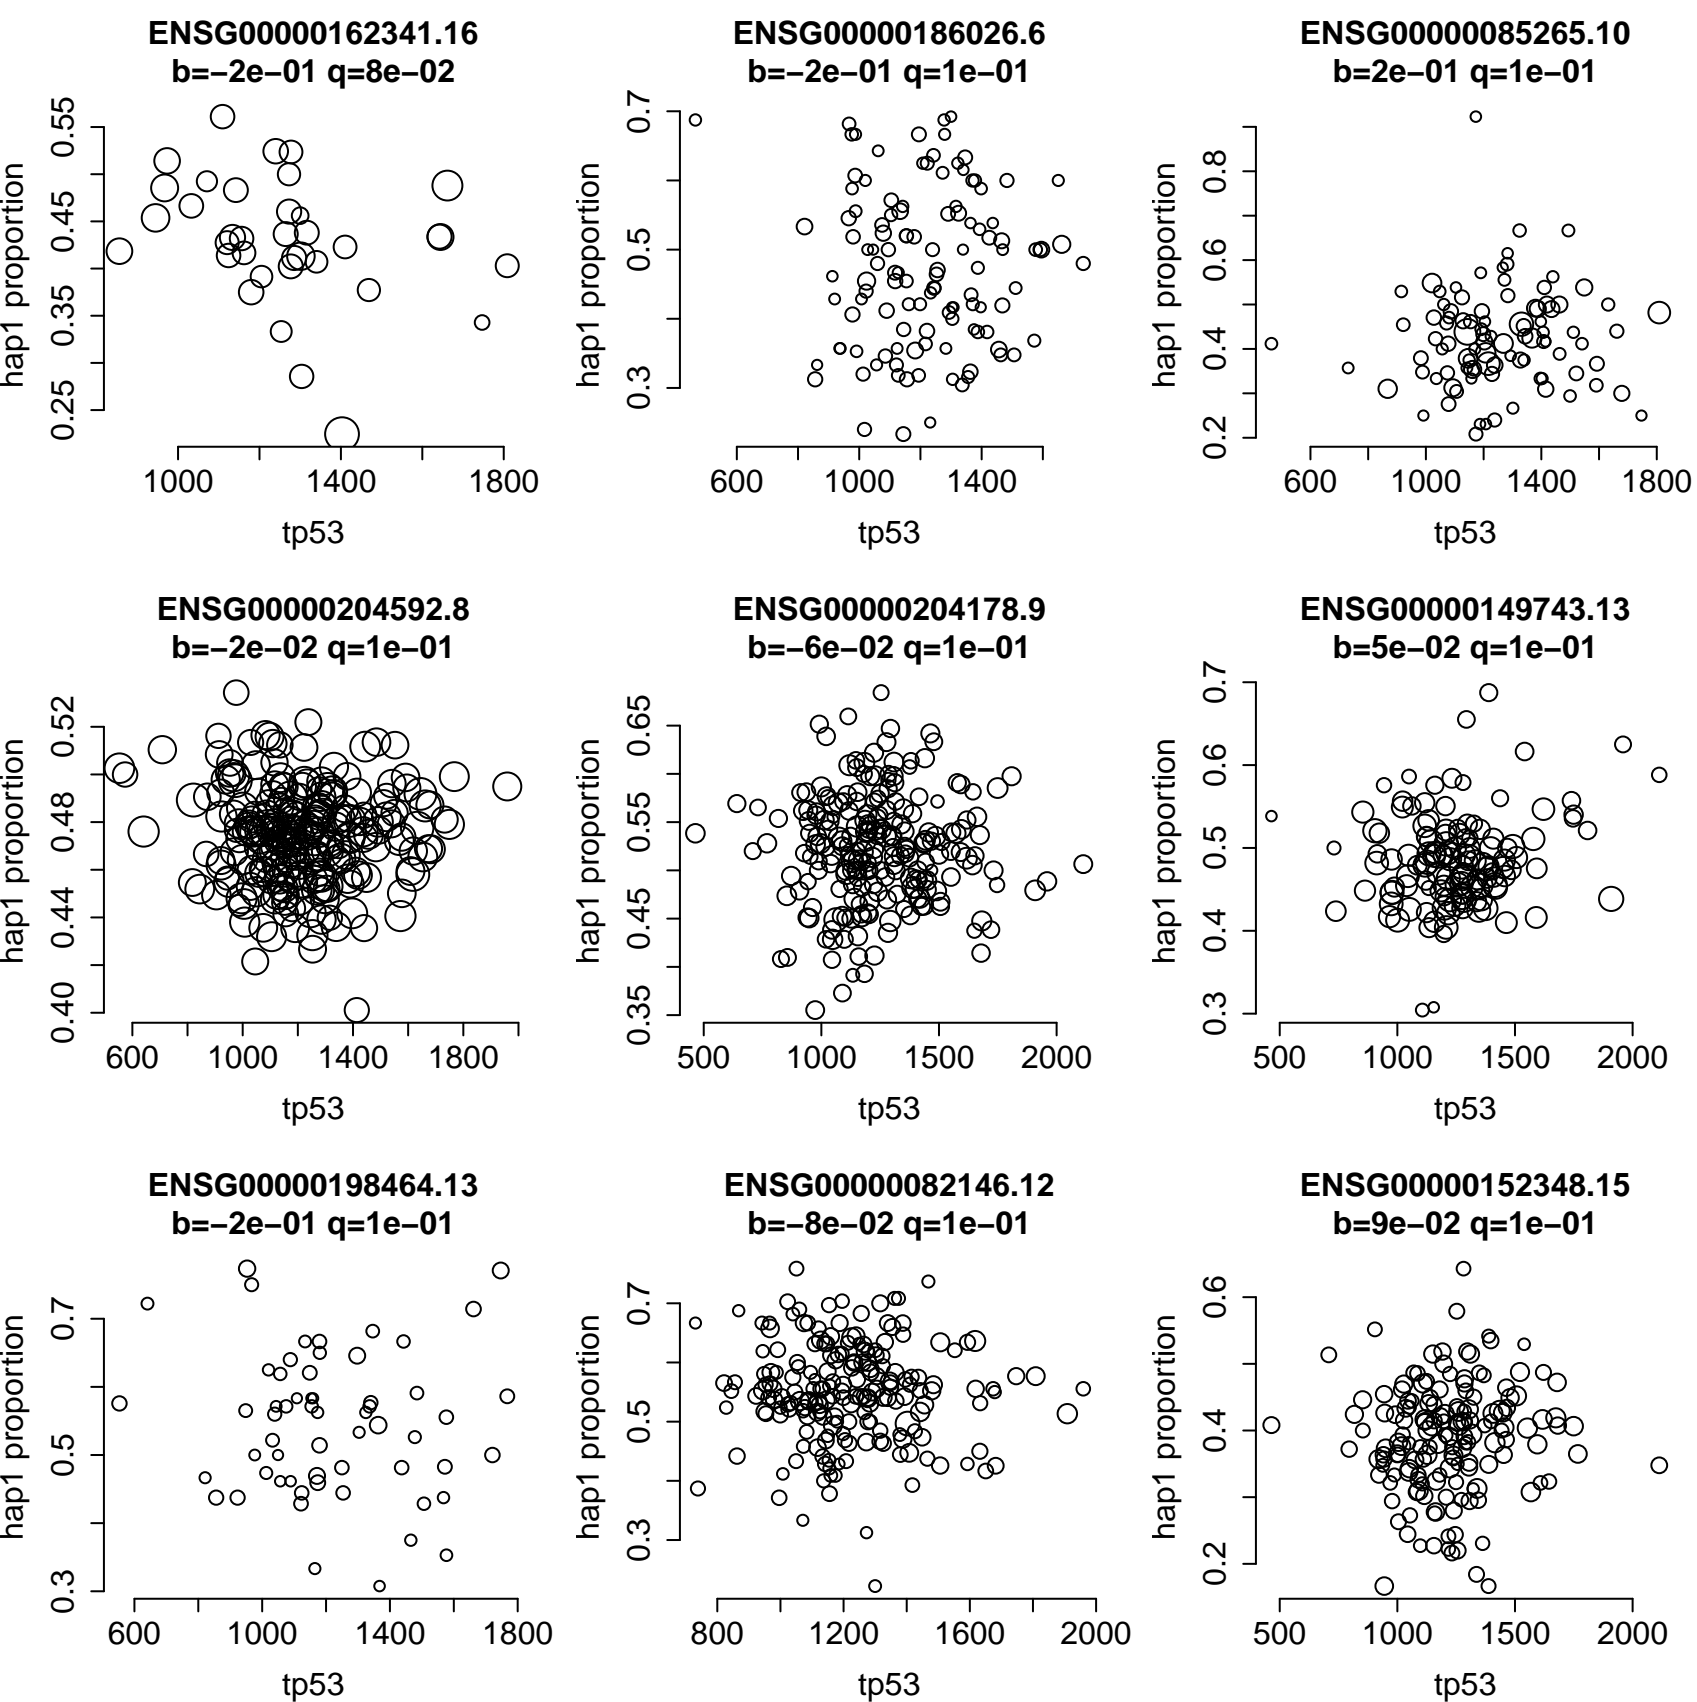 ENSG00000162341.16
b=−2e−01 q=8e−02
hap1 proportion
0.55
0.45
0.35
0.25
1000 1400 1800
tp53
ENSG00000186026.6
b=−2e−01 q=1e−01
hap1 proportion
0.7
0.5
0.3
600 1000 1400
tp53
ENSG00000085265.10
b=2e−01 q=1e−01
hap1 proportion
0.8
0.6
0.4
0.2
600 1000 1400 1800
tp53
ENSG00000204592.8
b=−2e−02 q=1e−01
hap1 proportion
0.52
0.48
0.44
0.40
600 1000 1400 1800
tp53
ENSG00000204178.9
b=−6e−02 q=1e−01
hap1 proportion
0.65
0.55
0.45
0.35
500 1000 1500 2000
tp53
ENSG00000149743.13
b=5e−02 q=1e−01
hap1 proportion
0.7
0.6
0.5
0.4
0.3
500 1000 1500 2000
tp53
ENSG00000198464.13
b=−2e−01 q=1e−01
hap1 proportion
0.7
0.5
0.3
600 1000 1400 1800
tp53
ENSG00000082146.12
b=−8e−02 q=1e−01
hap1 proportion
0.7
0.5
0.3
800 1200 1600 2000
tp53
ENSG00000152348.15
b=9e−02 q=1e−01
hap1 proportion
0.6
0.4
0.2
500 1000 1500 2000
tp53